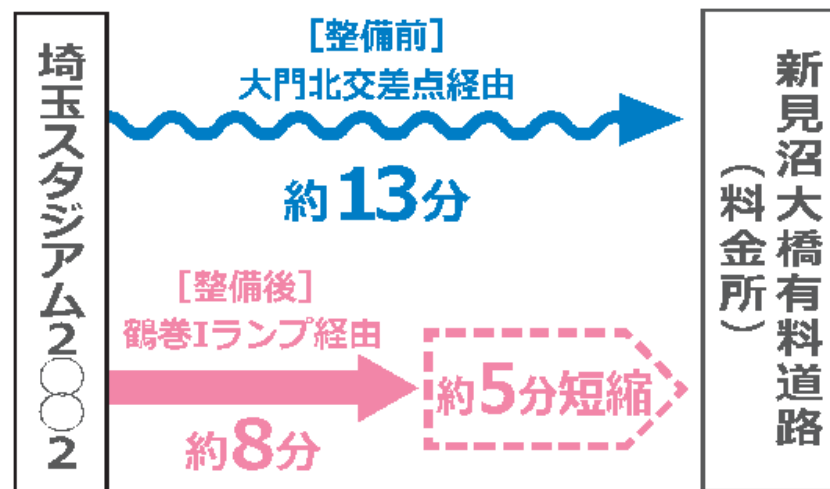 埼玉スタジアム2〇〇2
[整備前]
大門北交差点経由
約13分
[整備後]
鶴巻Iランプ経由
約8分
約5分短縮
新見沼大橋有料道路
（料金所）